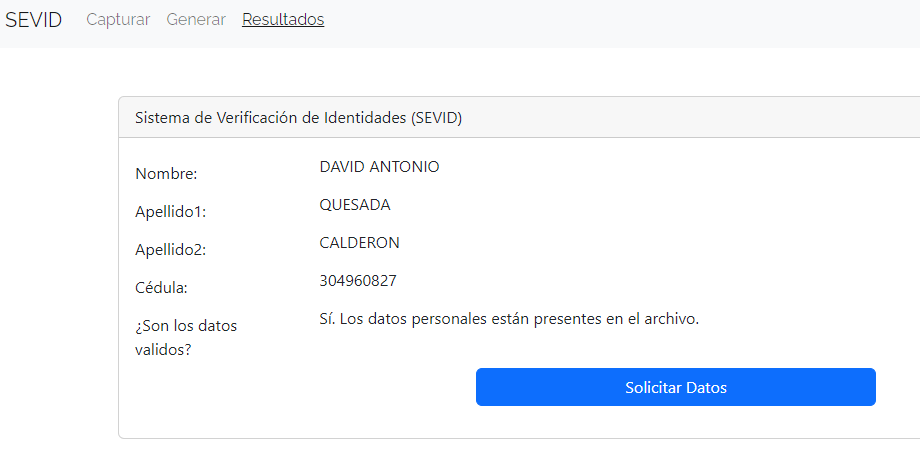 SEVID Capturar Generar Resultados
Sistema de Verificación de Identidades (SEVID)
Nombre: DAVID ANTONIO
Apellido1: QUESADA
Apellido2: CALDERON
Cédula: 304960827
¿Son los datos validos? Sí. Los datos personales están presentes en el archivo.
Solicitar Datos